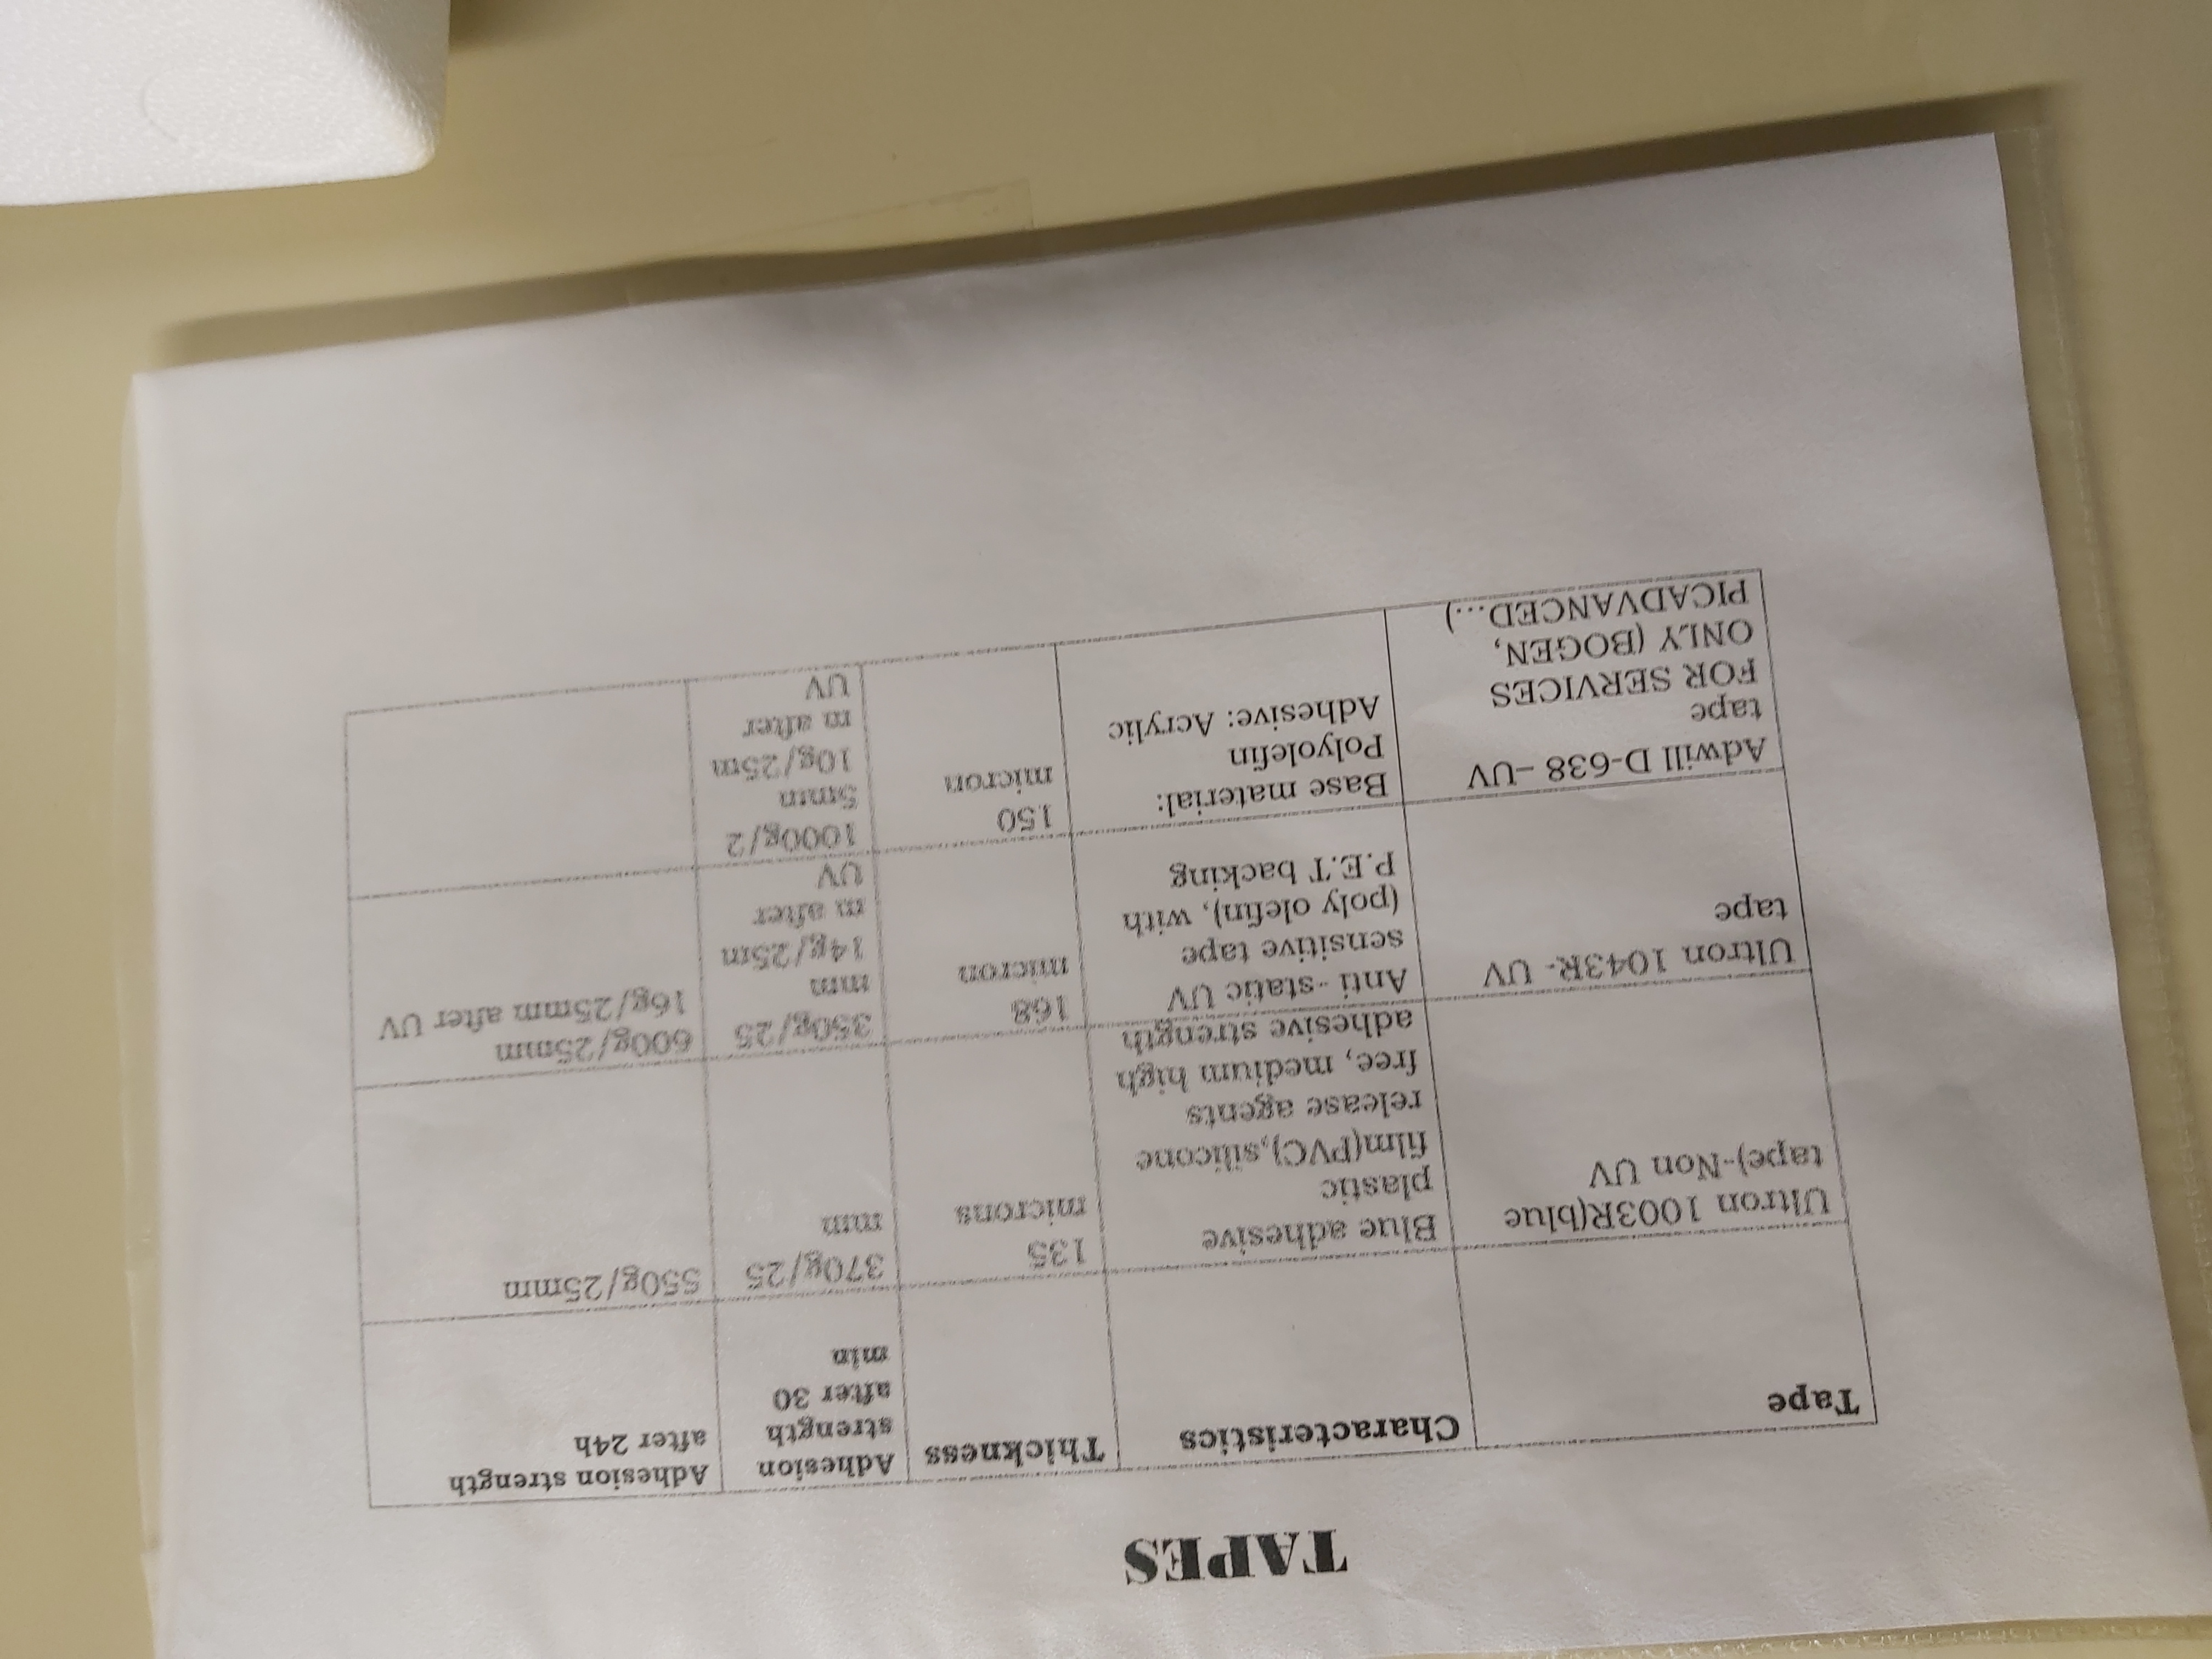 TAPES
Tape
Characteristics
Thickness
Adhesion
strength
after 30
min
Adhesion strength
after 24h
Ultron 1003R(blue
tape)-Non UV
Blue adhesive
plastic
film(PVC),silicone
release agents
free, medium high
adhesive strength
135
microns
370g/25
mm
550g/25mm
Ultron 1043R- UV
tape
Anti -static UV
sensitive tape
(poly olefin), with
P.E.T backing
168
micron
350g/25
mm
14g/25m
m after
UV
600g/25mm
16g/25mm after UV
Adwill D-638 –UV
tape
FOR SERVICES
ONLY (BOGEN,
PICADVANCED...)
Base material:
Polyolefin
Adhesive: Acrylic
150
micron
1000g/2
5mm
10g/25m
m after
UV